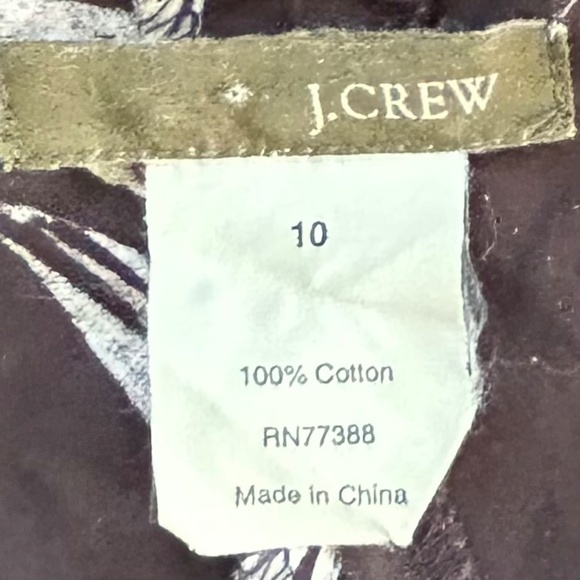 J.CREW
10
100% Cotton
RN77388
Made in China